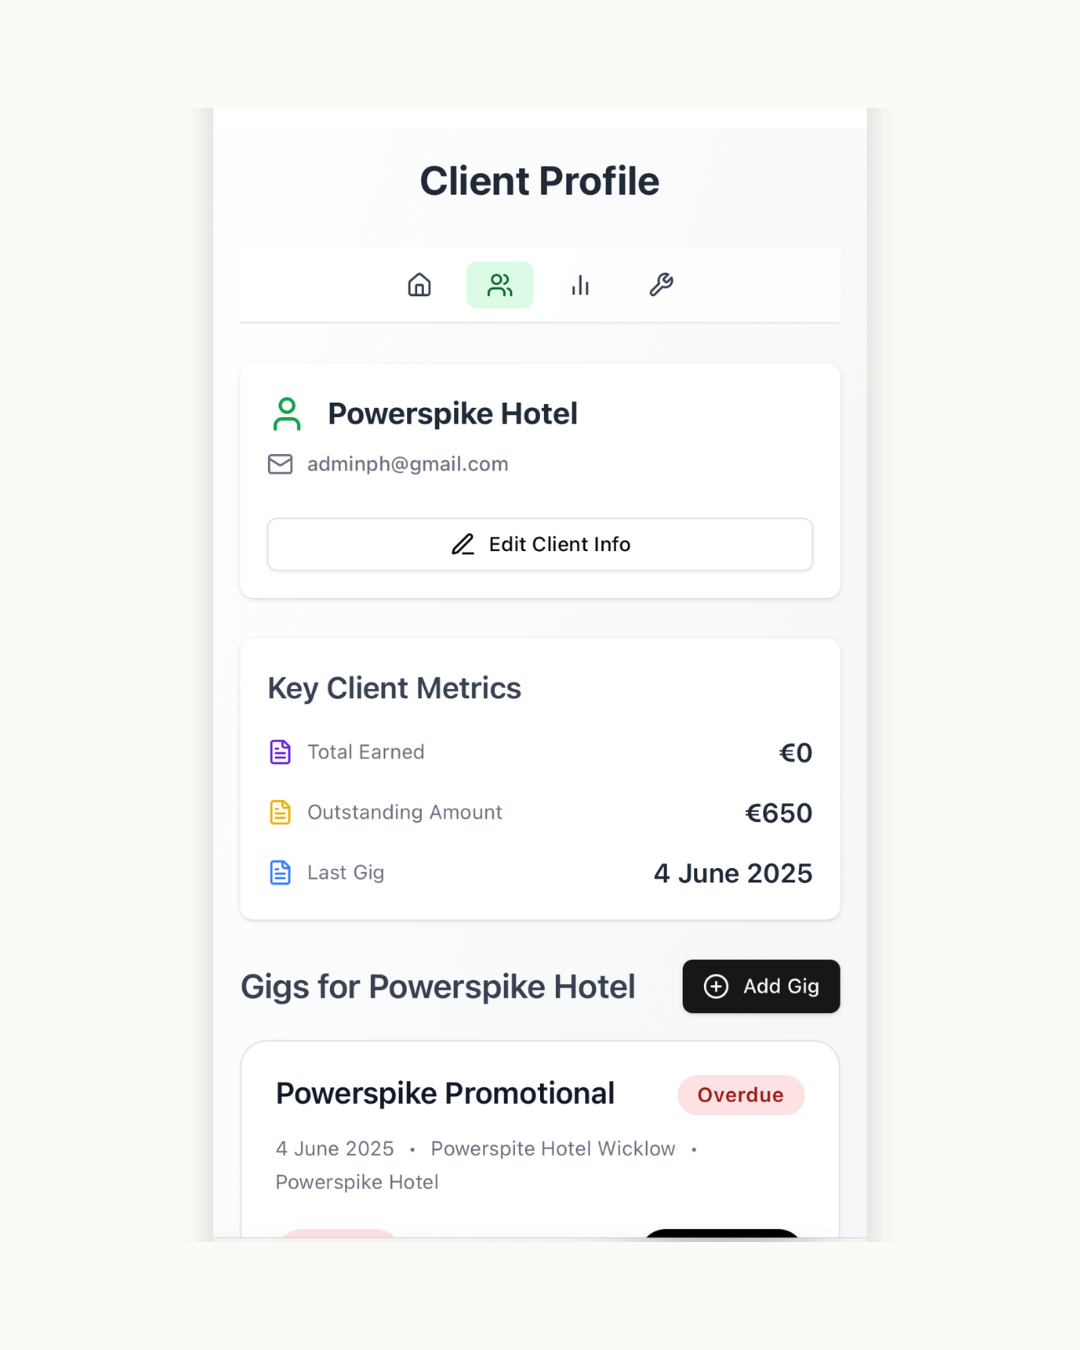 Client Profile
Powerspike Hotel
adminph@gmail.com
Edit Client Info
Key Client Metrics
Total Earned €0
Outstanding Amount €650
Last Gig 4 June 2025
Gigs for Powerspike Hotel Add Gig
Powerspike Promotional Overdue
4 June 2025 • Powerspite Hotel Wicklow •
Powerspike Hotel